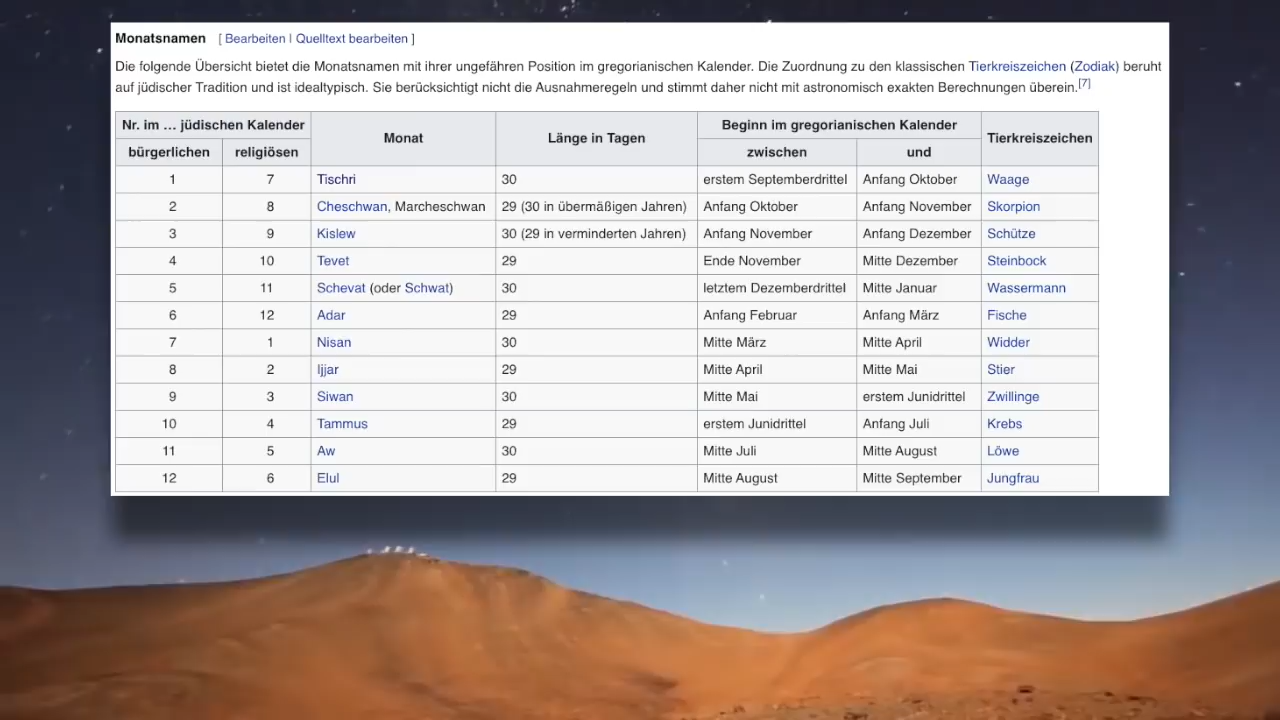 Monatsnamen [ Bearbeiten | Quelltext bearbeiten ]
Die folgende Übersicht bietet die Monatsnamen mit ihrer ungefähren Position im gregorianischen Kalender. Die Zuordnung zu den klassischen Tierkreiszeichen (Zodiak) beruht
auf jüdischer Tradition und ist idealtypisch. Sie berücksichtigt nicht die Ausnahmeregeln und stimmt daher nicht mit astronomisch exakten Berechnungen überein.[7]
Nr. im ... jüdischen Kalender Monat Länge in Tagen Beginn im gregorianischen Kalender Tierkreiszeichen
bürgerlichen religiösen zwischen und
1 7 Tischri 30 erstem Septemberdrittel Anfang Oktober Waage
2 8 Cheschwan, Marcheschwan 29 (30 in übermäßigen Jahren) Anfang Oktober Anfang November Skorpion
3 9 Kislew 30 (29 in verminderten Jahren) Anfang November Anfang Dezember Schütze
4 10 Tevet 29 Ende November Mitte Dezember Steinbock
5 11 Schevat (oder Schwat) 30 letztem Dezemberdrittel Mitte Januar Wassermann
6 12 Adar 29 Anfang Februar Anfang März Fische
7 1 Nisan 30 Mitte März Mitte April Widder
8 2 Ijjar 29 Mitte April Mitte Mai Stier
9 3 Siwan 30 Mitte Mai erstem Junidrittel Zwillinge
10 4 Tammus 29 erstem Junidrittel Anfang Juli Krebs
11 5 Aw 30 Mitte Juli Mitte August Löwe
12 6 Elul 29 Mitte August Mitte September Jungfrau